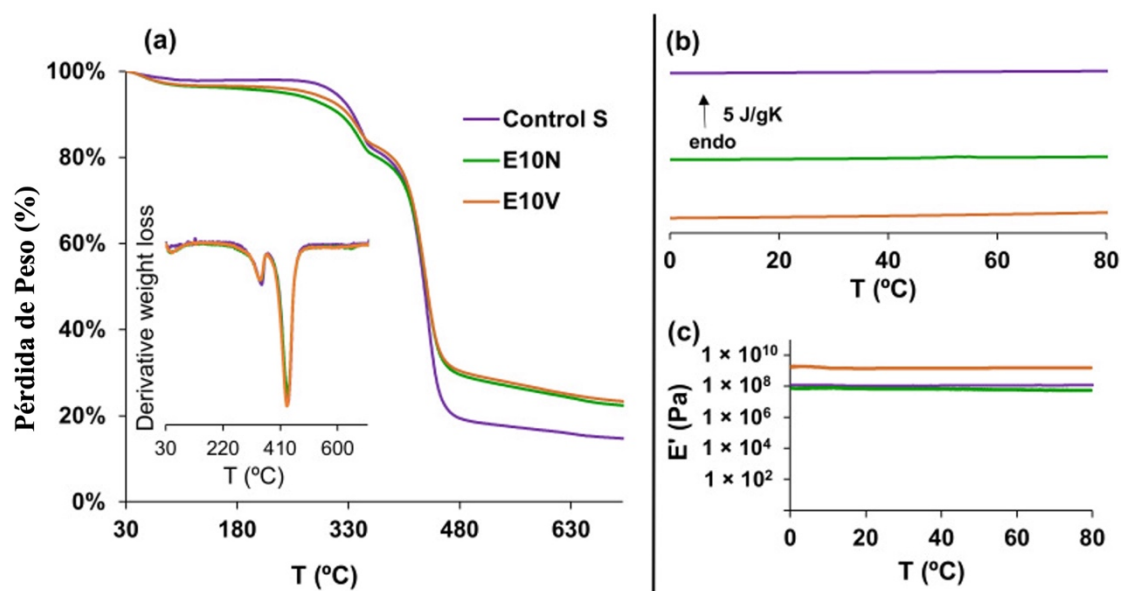 (a)
100%
80%
60%
40%
20%
0%
Pérdida de Peso (%)
30 180 330 480 630
T (ºC)
Control S
E10N
E10V
Derivative weight loss
30 220 410 600
T (ºC)
(b)
5 J/gK
endo
0 20 40 60 80
T (ºC)
(c)
1 × 10¹⁰
1 × 10⁸
1 × 10⁶
1 × 10⁴
1 × 10²
E' (Pa)
0 20 40 60 80
T (ºC)